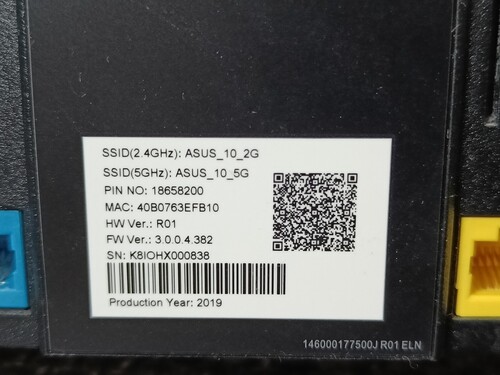 SSID(2.4GHz): ASUS_10_2G
SSID(5GHz): ASUS_10_5G
PIN NO: 18658200
MAC: 40B0763EFB10
HW Ver.: R01
FW Ver.: 3.0.0.4.382
SN: K8IOHX000838
Production Year: 2019
146000177500J R01 ELN